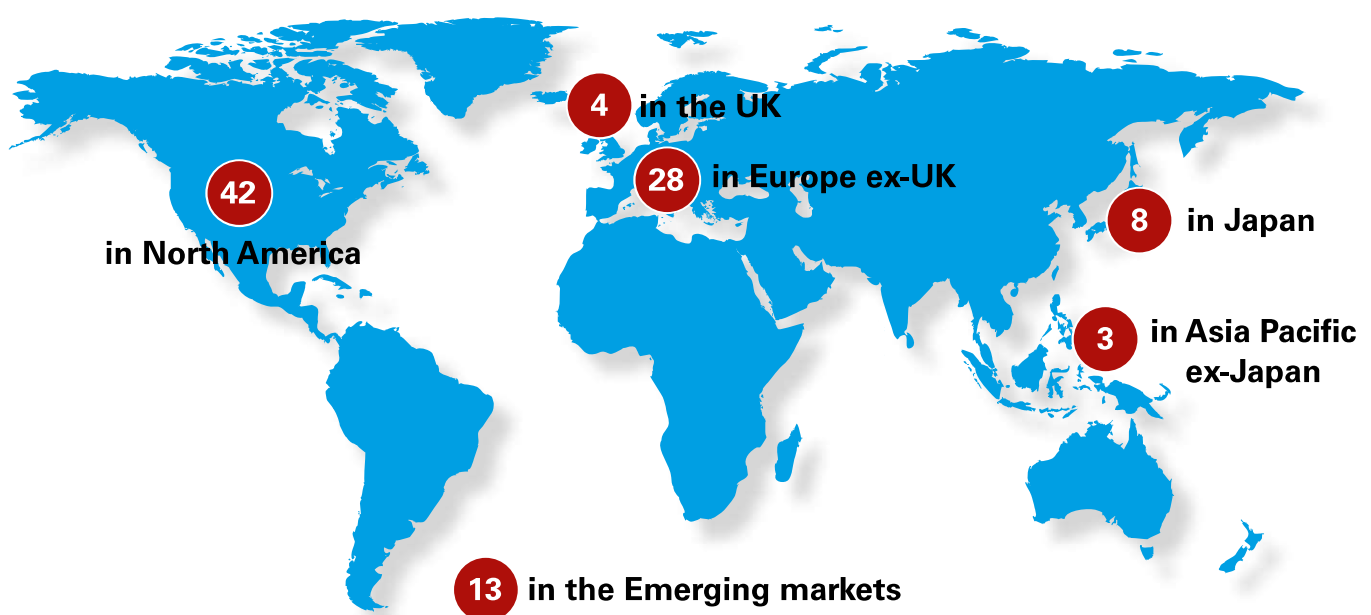 4 in the UK
28 in Europe ex-UK
42
in North America
8 in Japan
3 in Asia Pacific
ex-Japan
13 in the Emerging markets